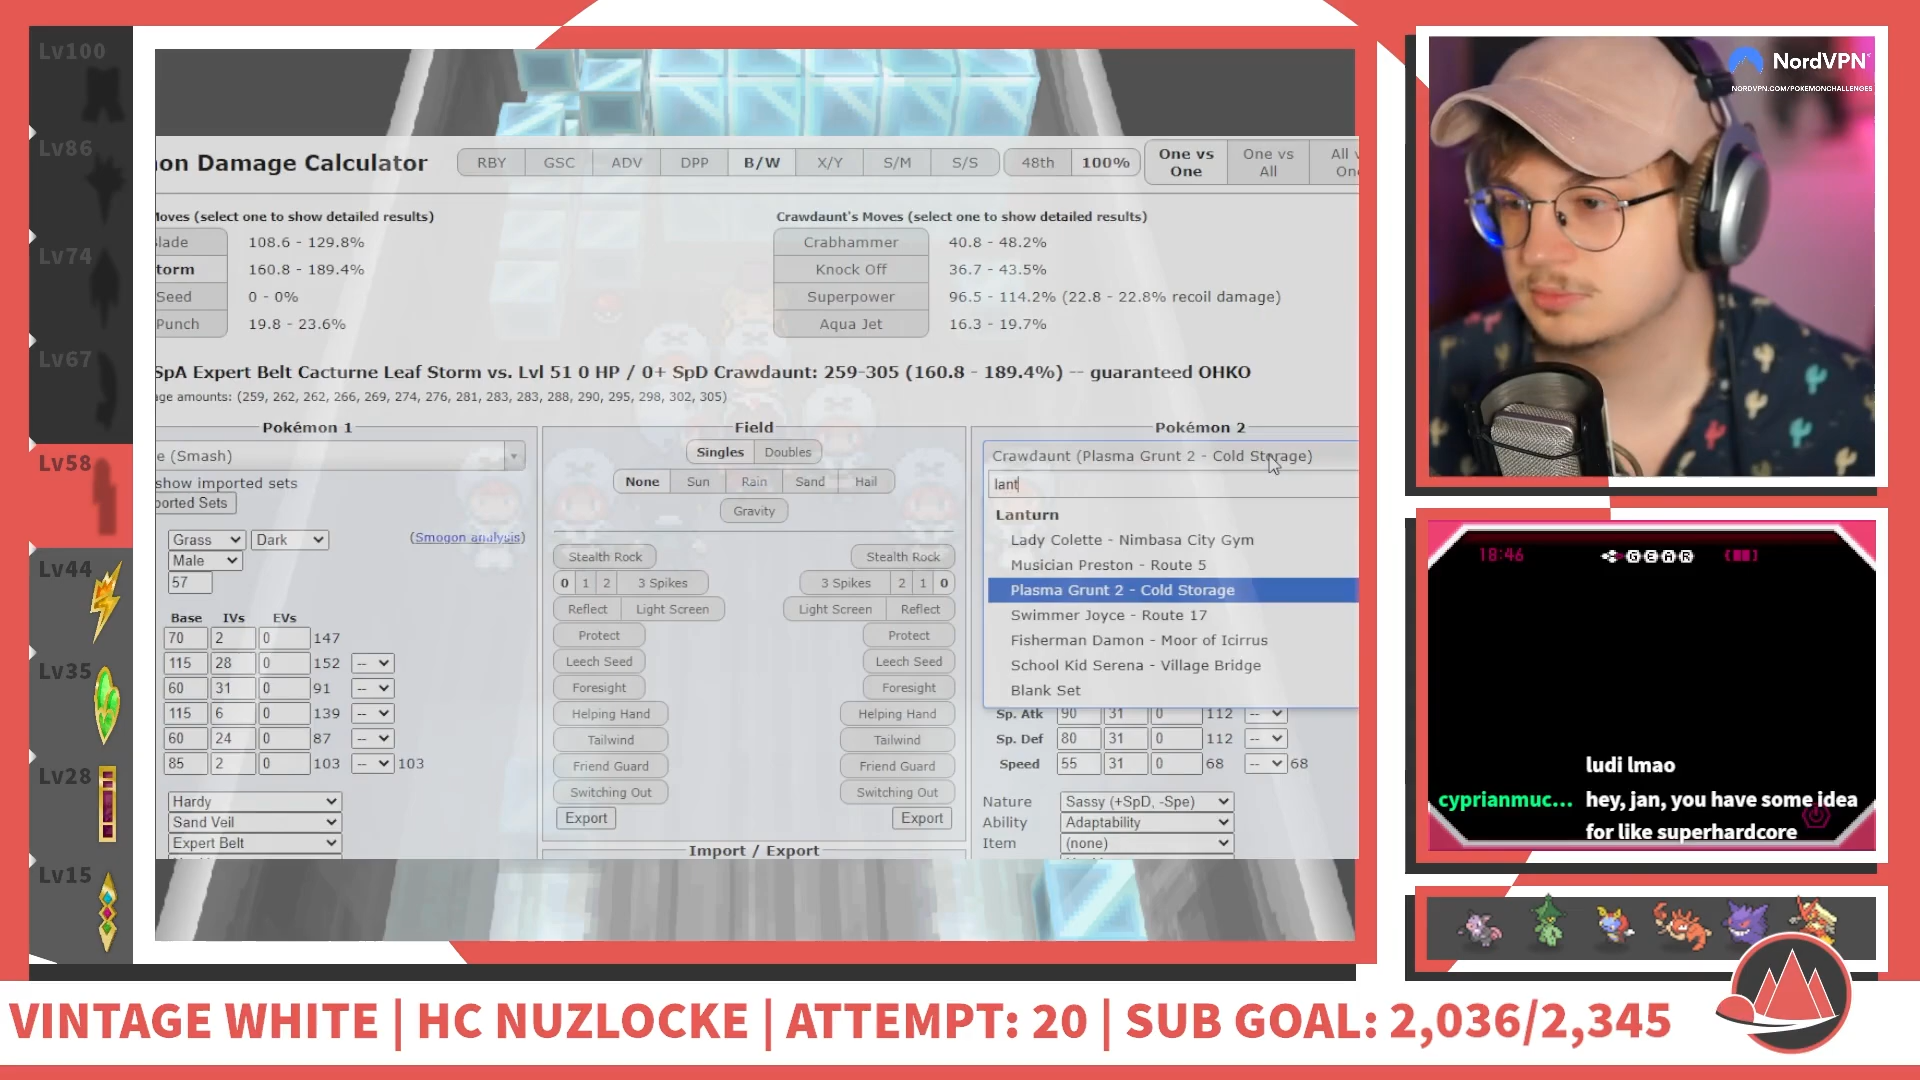 Lv100
Lv86
Lv74
Lv67
Lv58
Lv44
Lv35
Lv28
Lv15
on Damage Calculator
RBY GSC ADV DPP B/W X/Y S/M S/S
48th 100%
One vs One
One vs All
Moves (select one to show detailed results)
lade 108.6 - 129.8%
torm 160.8 - 189.4%
Seed 0 - 0%
Punch 19.8 - 23.6%
Crawdaunt's Moves (select one to show detailed results)
Crabhammer 40.8 - 48.2%
Knock Off 36.7 - 43.5%
Superpower 96.5 - 114.2% (22.8 - 22.8% recoil damage)
Aqua Jet 16.3 - 19.7%
SpA Expert Belt Cacturne Leaf Storm vs. Lvl 51 0 HP / 0+ SpD Crawdaunt: 259-305 (160.8 - 189.4%) -- guaranteed OHKO
age amounts: (259, 262, 262, 266, 269, 274, 276, 281, 283, 283, 288, 290, 295, 298, 302, 305)
Pokémon 1
e (Smash)
show imported sets
ported Sets
Grass Dark (Smogon analysis)
Male
57
Base IVs EVs
70 2 0 147
115 28 0 152 --
60 31 0 91 --
115 6 0 139 --
60 24 0 87 --
85 2 0 103 -- 103
Hardy
Sand Veil
Expert Belt
Field
Singles Doubles
None Sun Rain Sand Hail
Gravity
Stealth Rock Stealth Rock
0 1 2 3 Spikes 3 Spikes 2 1 0
Reflect Light Screen Light Screen Reflect
Protect Protect
Leech Seed Leech Seed
Foresight Foresight
Helping Hand Helping Hand
Tailwind Tailwind
Friend Guard Friend Guard
Switching Out Switching Out
Export Export
Import / Export
Pokémon 2
Crawdaunt (Plasma Grunt 2 - Cold Storage)
lant
Lanturn
Lady Colette - Nimbasa City Gym
Musician Preston - Route 5
Plasma Grunt 2 - Cold Storage
Swimmer Joyce - Route 17
Fisherman Damon - Moor of Icirrus
School Kid Serena - Village Bridge
Blank Set
Sp. Atk 90 31 0 112 --
Sp. Def 80 31 0 112 --
Speed 55 31 0 68 -- 68
Nature Sassy (+SpD, -Spe)
Ability Adaptability
Item (none)
NordVPN
NORDVPN.COM/POKEMONCHALLENGES
18:46
GEAR
ludi lmao
cyprianmuc... hey, jan, you have some idea
for like superhardcore
VINTAGE WHITE | HC NUZLOCKE | ATTEMPT: 20 | SUB GOAL: 2,036/2,345